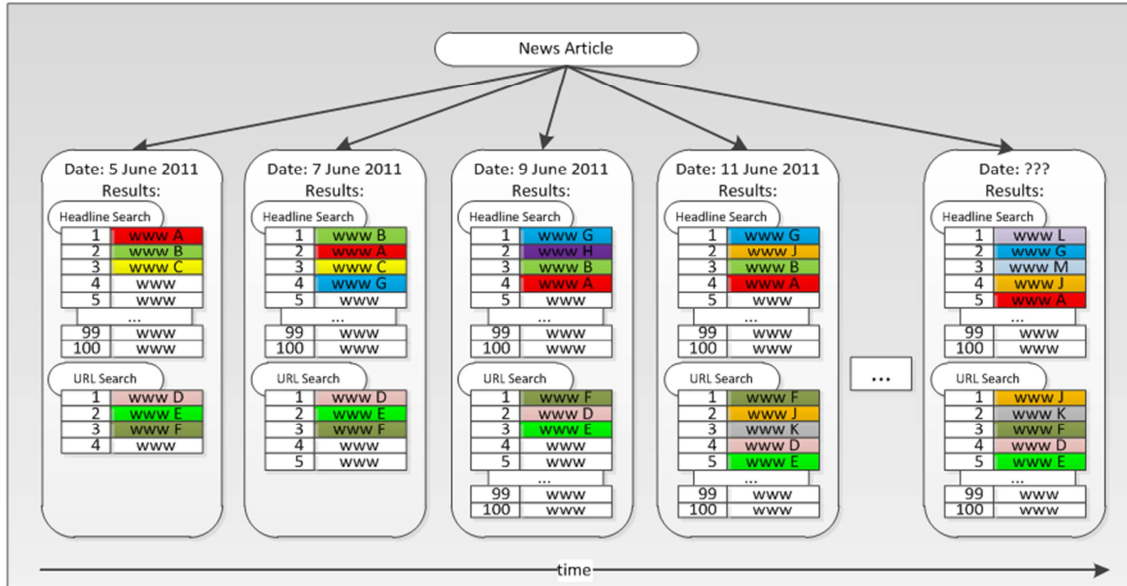 News Article
Date: 5 June 2011
Results:
Headline Search
1 www A
2 www B
3 www C
4 www
5 www
...
99 www
100 www
URL Search
1 www D
2 www E
3 www F
4 www
Date: 7 June 2011
Results:
Headline Search
1 www B
2 www A
3 www C
4 www G
5 www
...
99 www
100 www
URL Search
1 www D
2 www E
3 www F
4 www
5 www
Date: 9 June 2011
Results:
Headline Search
1 www G
2 www H
3 www B
4 www A
5 www
...
99 www
100 www
URL Search
1 www F
2 www D
3 www E
4 www
5 www
...
99 www
100 www
Date: 11 June 2011
Results:
Headline Search
1 www G
2 www J
3 www B
4 www A
5 www
...
99 www
100 www
URL Search
1 www F
2 www J
3 www K
4 www D
5 www E
...
99 www
100 www
...
Date: ???
Results:
Headline Search
1 www L
2 www G
3 www M
4 www J
5 www A
...
99 www
100 www
URL Search
1 www J
2 www K
3 www F
4 www D
5 www E
...
99 www
100 www
time